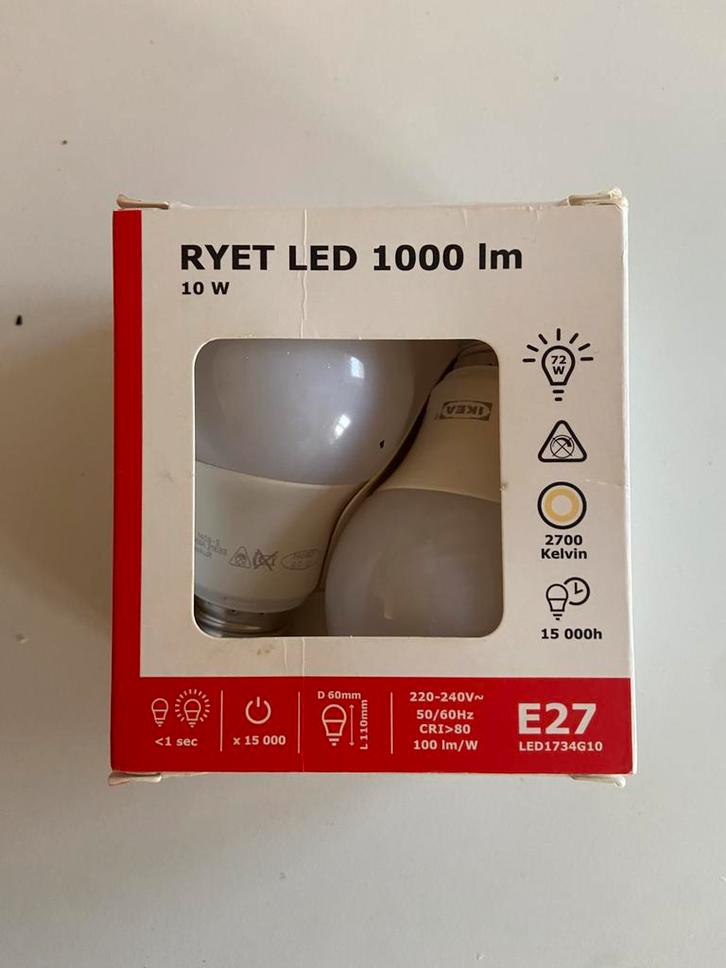 RYET LED 1000 lm
10 W
72
W
IKEA
2700
Kelvin
15 000h
<1 sec
x 15 000
D 60mm
L 110mm
220-240V~
50/60Hz
CRI>80
100 lm/W
E27
LED1734G10